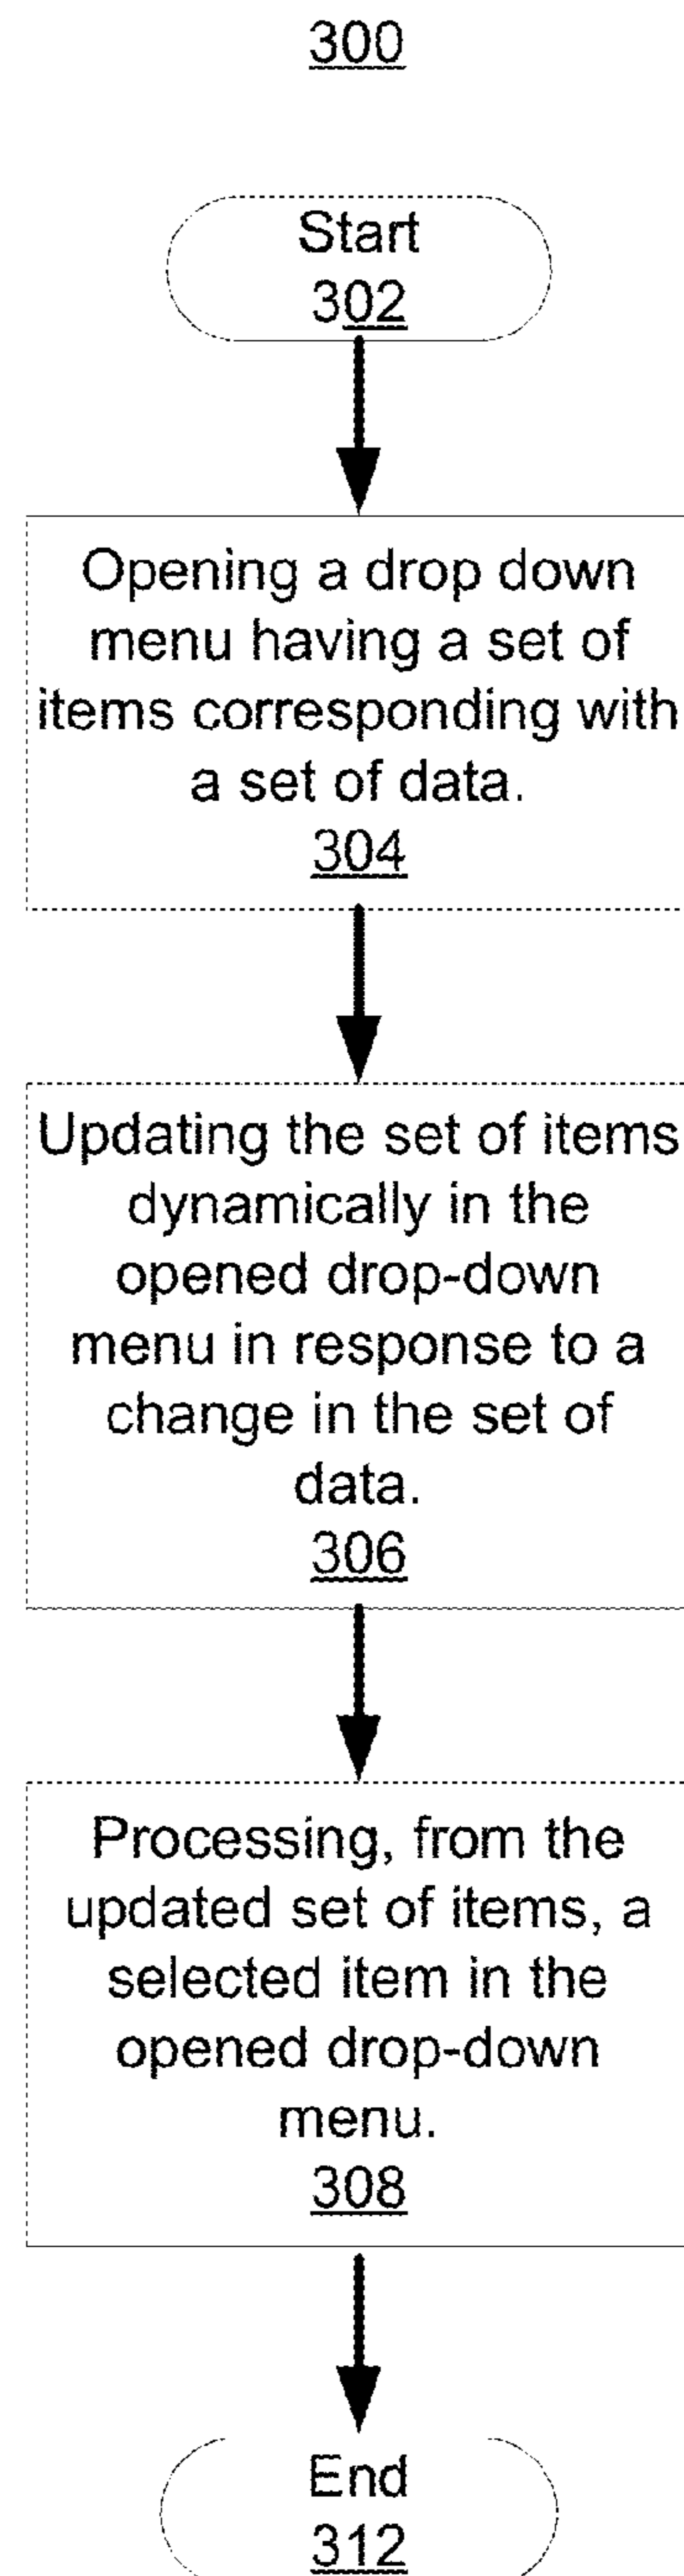 300
Start
302
Opening a drop down
menu having a set of
items corresponding with
a set of data.
304
Updating the set of items
dynamically in the
opened drop-down
menu in response to a
change in the set of
data.
306
Processing, from the
updated set of items, a
selected item in the
opened drop-down
menu.
308
End
312